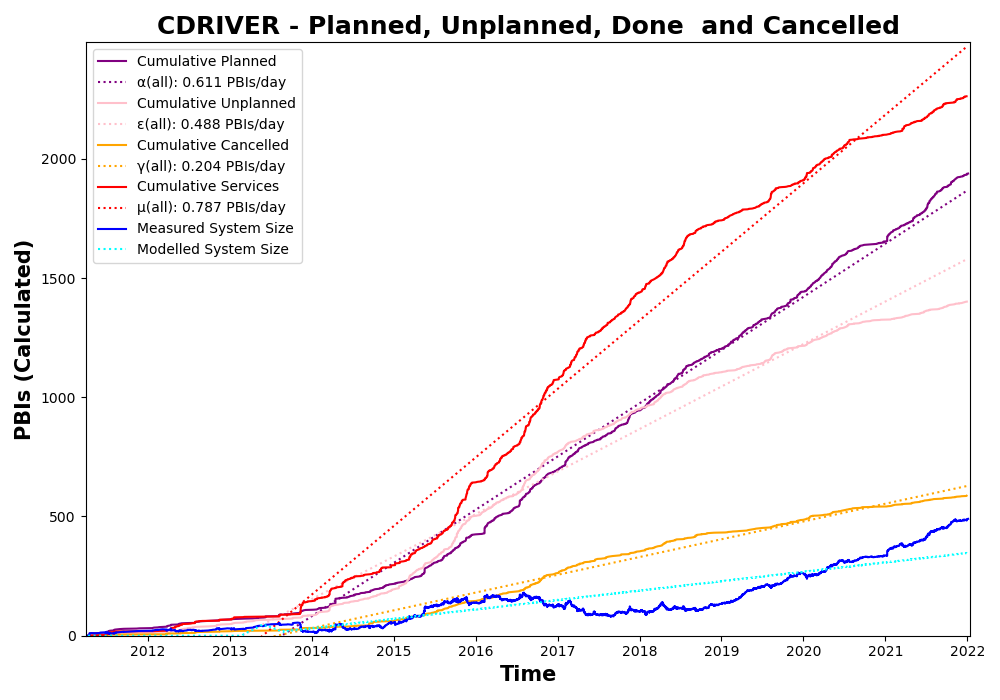 CDRIVER - Planned, Unplanned, Done  and Cancelled
Cumulative Planned
α(all): 0.611 PBIs/day
Cumulative Unplanned
ε(all): 0.488 PBIs/day
Cumulative Cancelled
γ(all): 0.204 PBIs/day
Cumulative Services
μ(all): 0.787 PBIs/day
Measured System Size
Modelled System Size
PBIs (Calculated)
2000
1500
1000
500
0
2012 2013 2014 2015 2016 2017 2018 2019 2020 2021 2022
Time